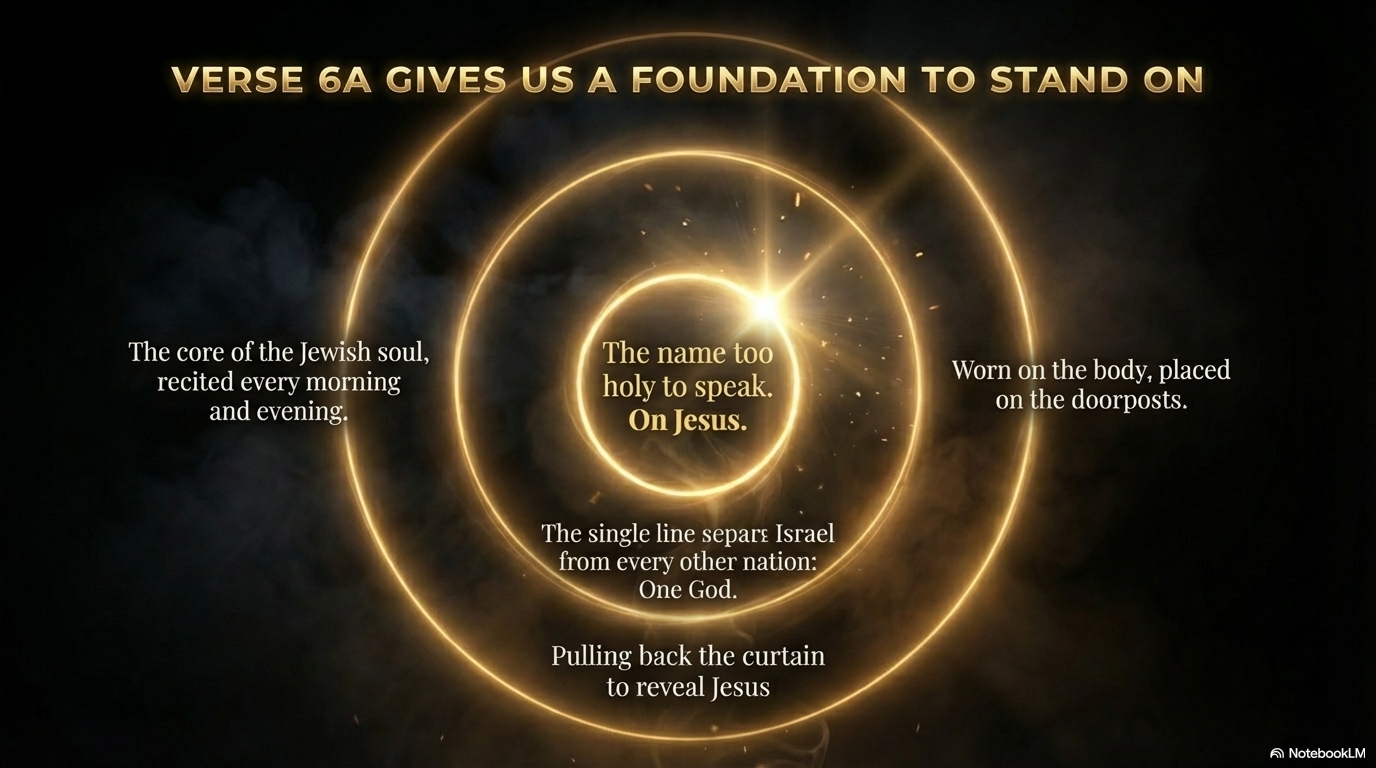 VERSE 6A GIVES US A FOUNDATION TO STAND ON
The core of the Jewish soul,
recited every morning
and evening.
The name too
holy to speak.
On Jesus.
Worn on the body, placed
on the doorposts.
The single line Israel
from every other nation:
One God.
Pulling back the curtain
to reveal Jesus
NotebookLM